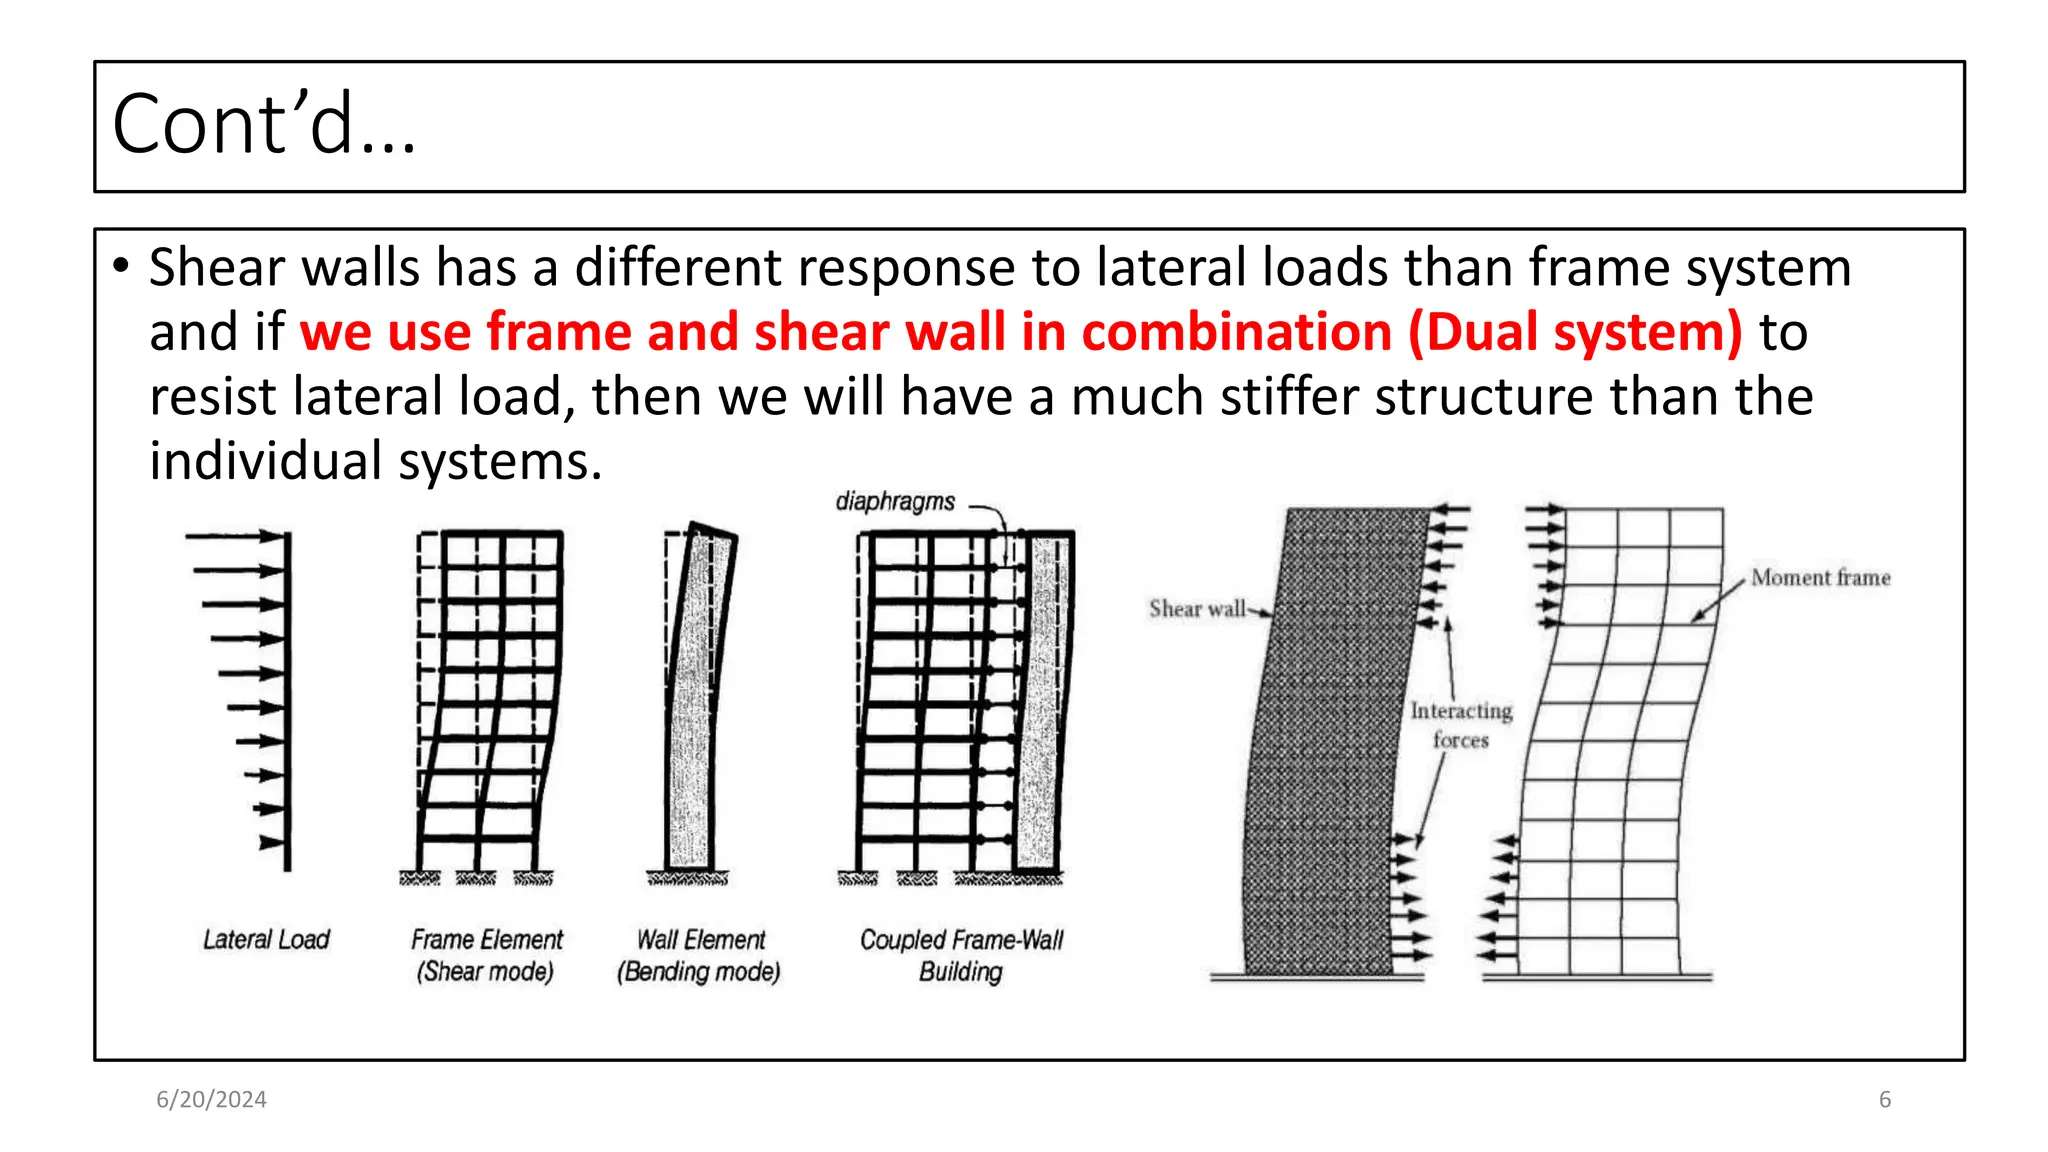 Cont’d…
• Shear walls has a different response to lateral loads than frame system
and if we use frame and shear wall in combination (Dual system) to
resist lateral load, then we will have a much stiffer structure than the
individual systems.
diaphragms
Lateral Load
Frame Element
(Shear mode)
Wall Element
(Bending mode)
Coupled Frame-Wall
Building
Shear wall
Moment frame
Interacting
forces
6/20/2024
6